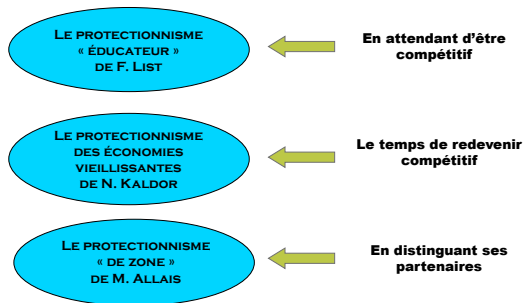 LE PROTECTIONNISME
« ÉDUCATEUR »
DE F. LIST
En attendant d'être
compétitif
LE PROTECTIONNISME
DES ÉCONOMIES
VIEILLISSANTES
DE N. KALDOR
Le temps de redevenir
compétitif
LE PROTECTIONNISME
« DE ZONE »
DE M. ALLAIS
En distinguant ses
partenaires